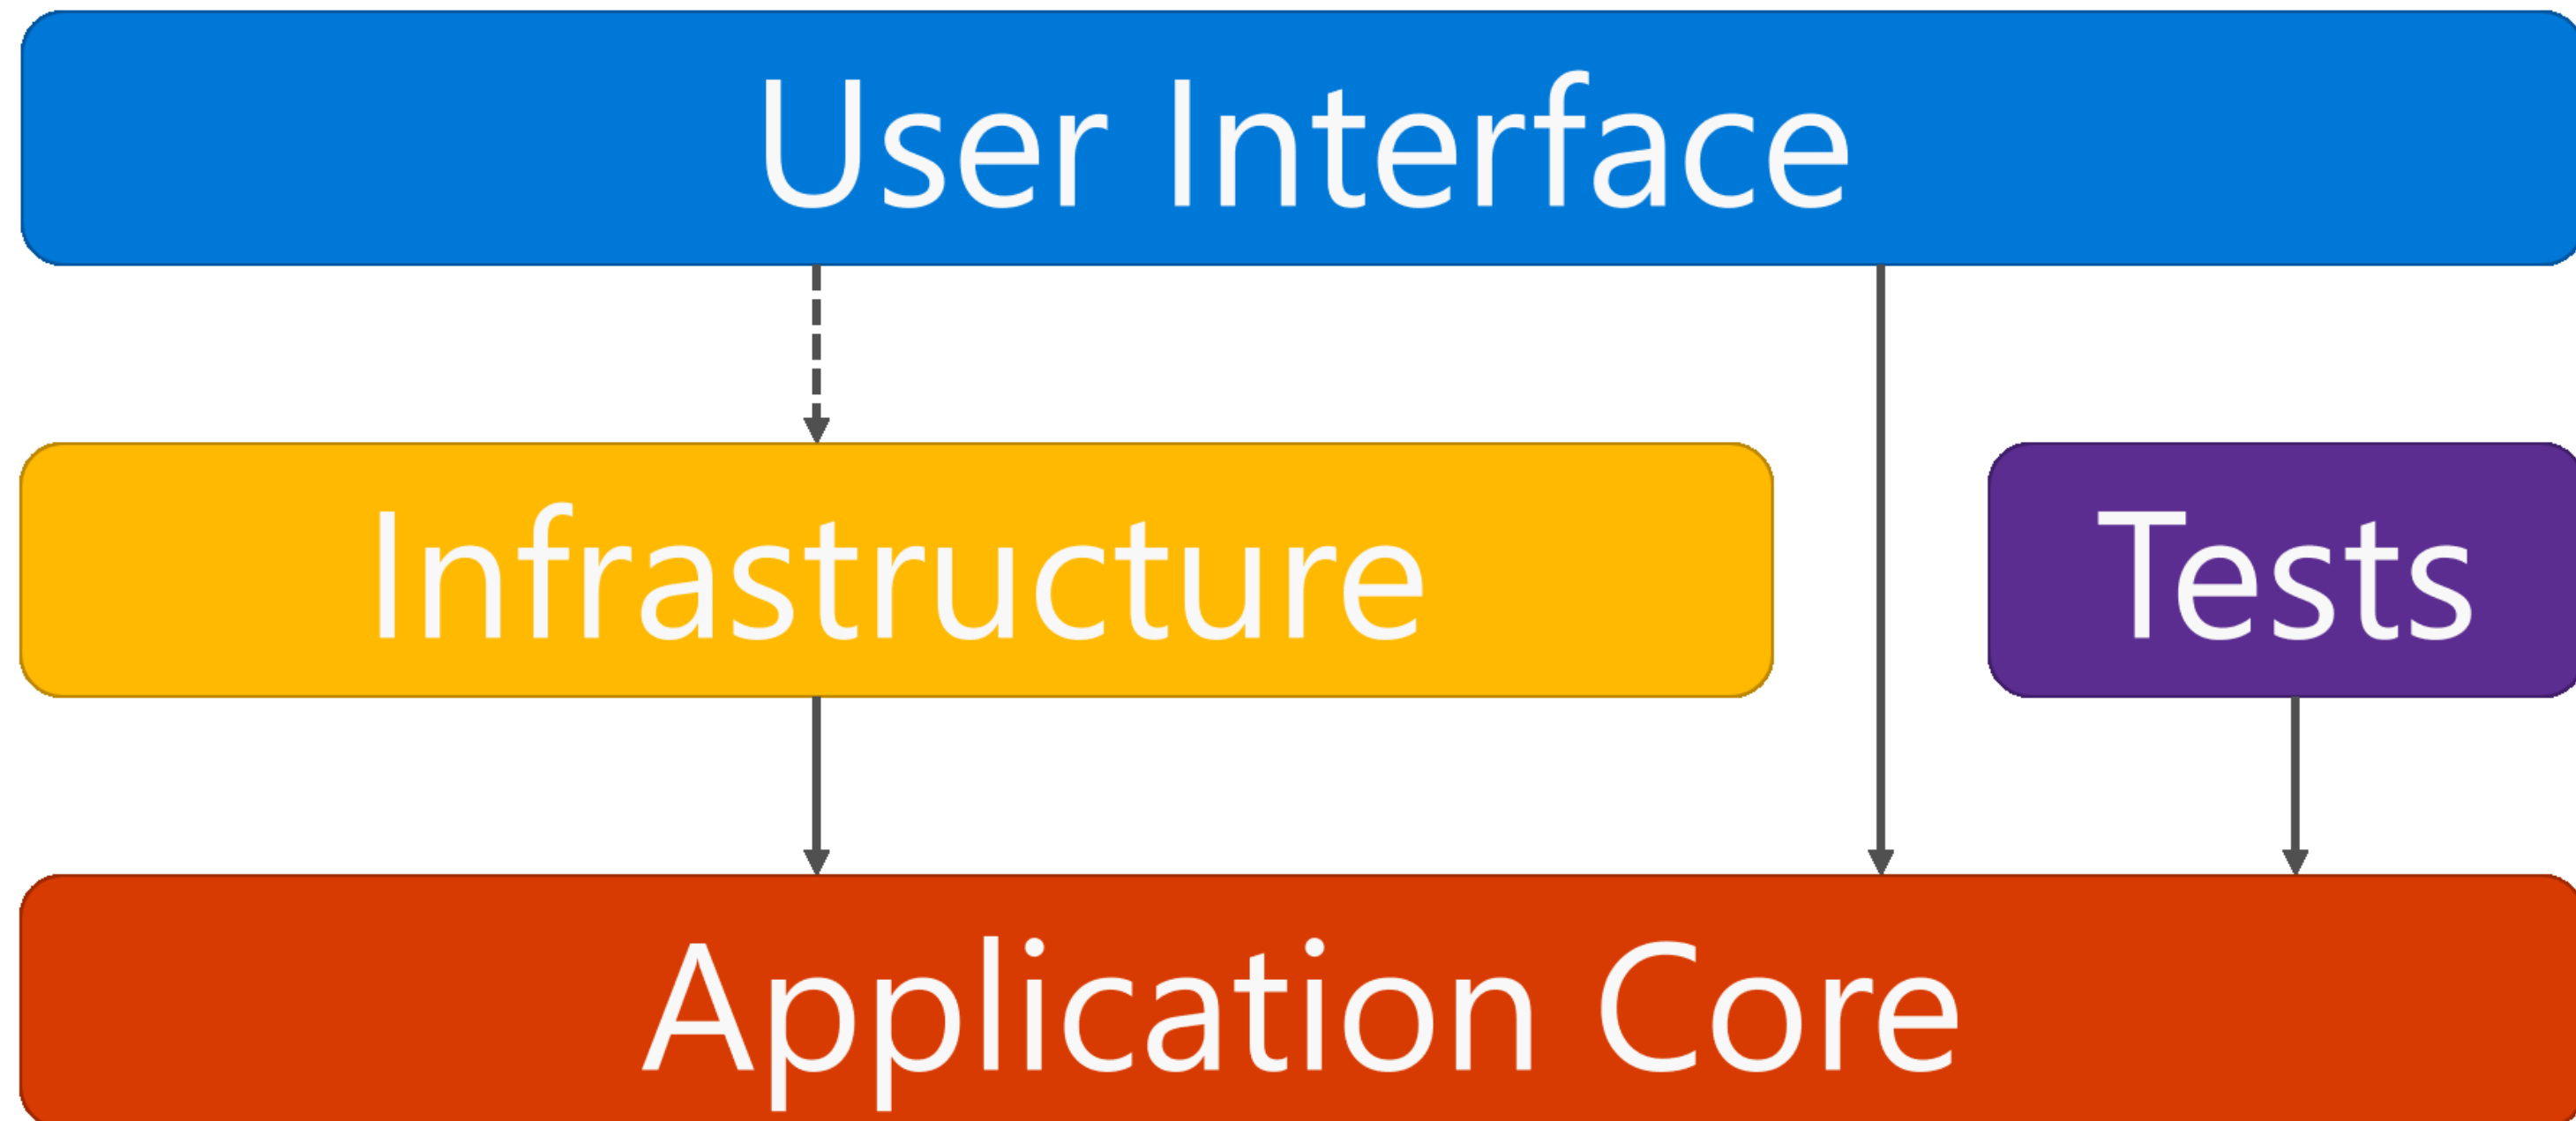 User Interface
Infrastructure
Tests
Application Core